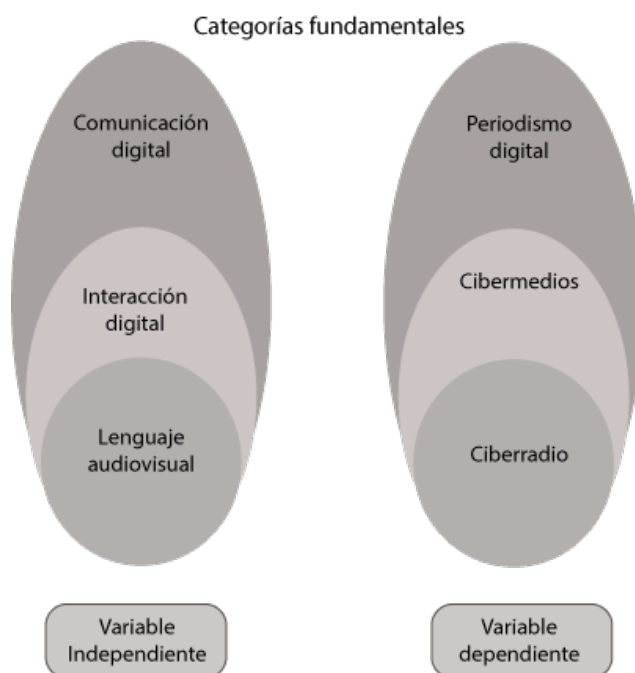 Categorías fundamentales
Comunicación
digital
Interacción
digital
Lenguaje
audiovisual
Variable
Independiente
Periodismo
digital
Cibermedios
Ciberradio
Variable
dependiente